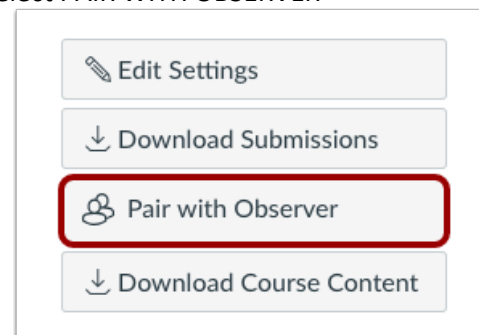 Edit Settings
Download Submissions
Pair with Observer
Download Course Content